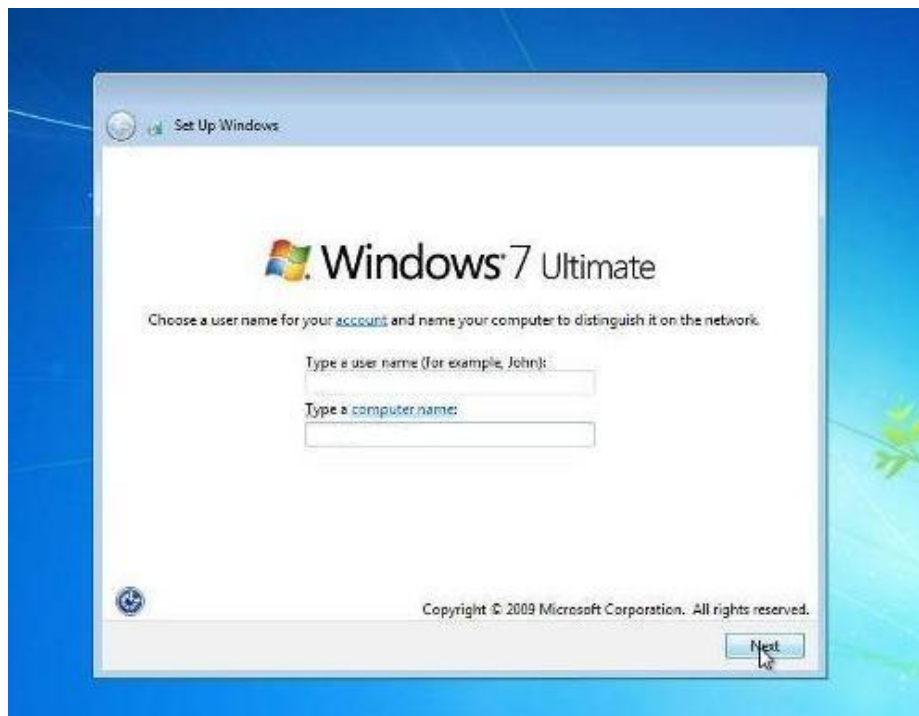 Set Up Windows
Windows 7 Ultimate
Choose a user name for your account and name your computer to distinguish it on the network.
Type a user name (for example, John):
Type a computer name:
Copyright © 2009 Microsoft Corporation. All rights reserved.
Next